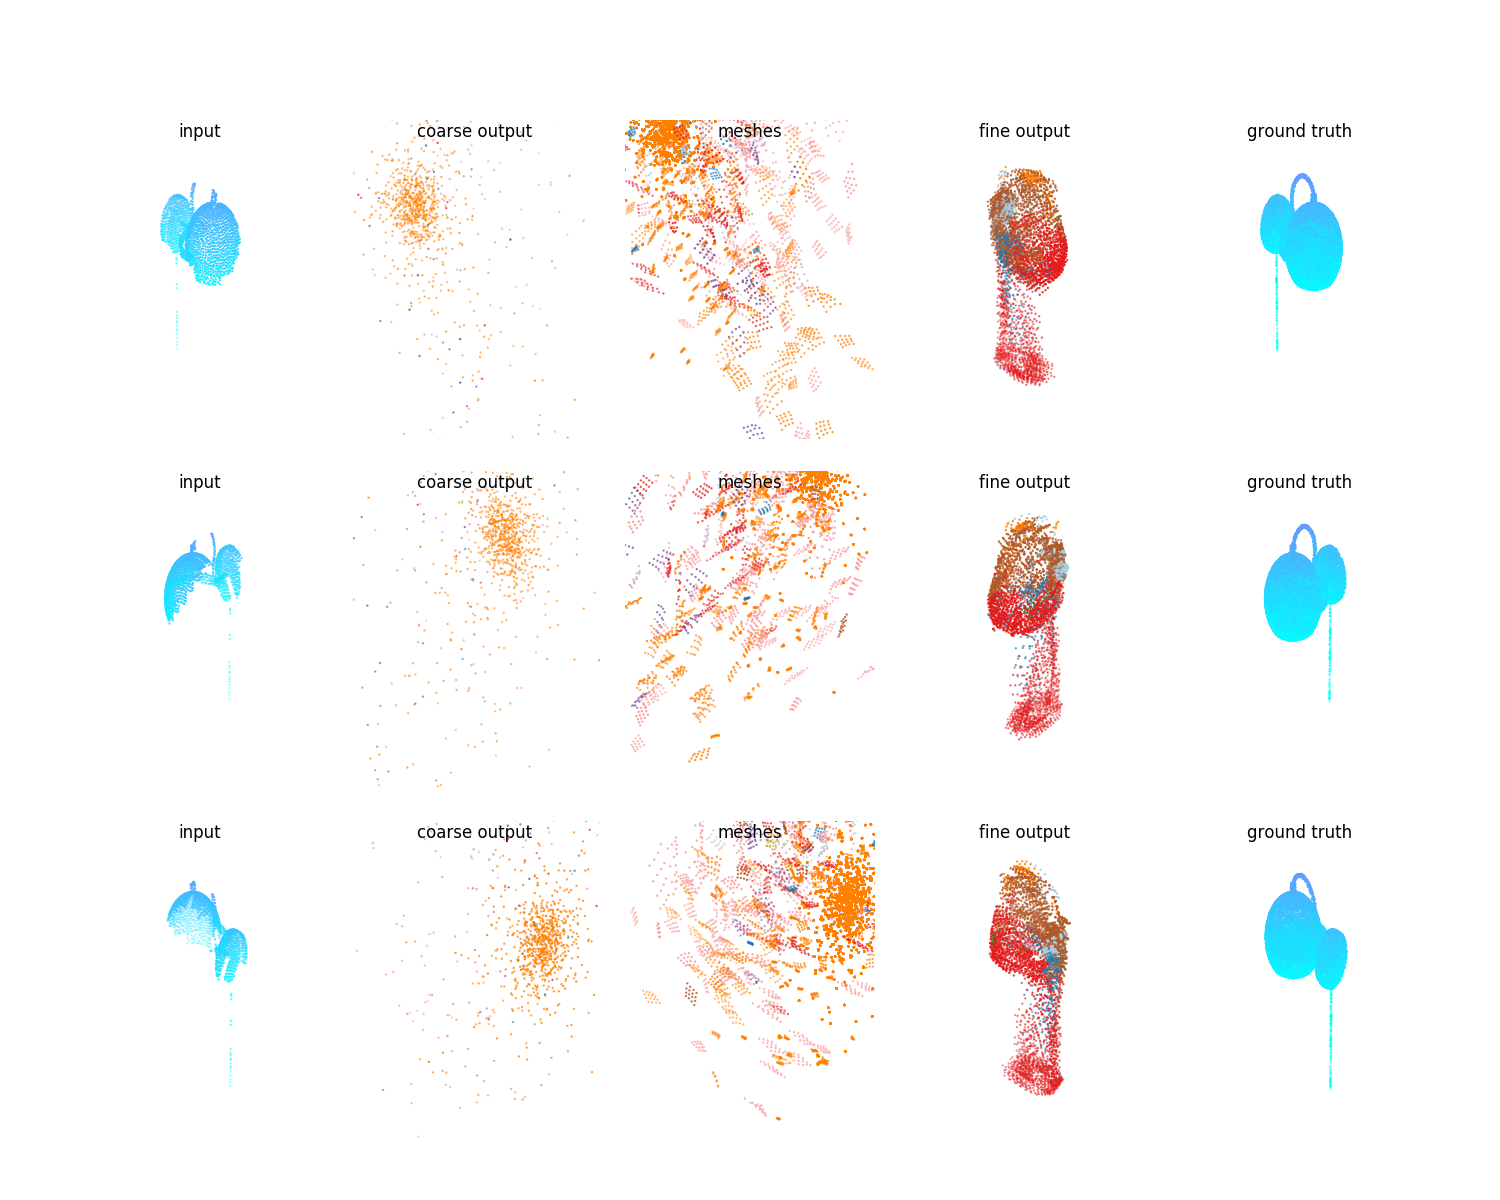 input
coarse output
meshes
fine output
ground truth
input
coarse output
meshes
fine output
ground truth
input
coarse output
meshes
fine output
ground truth